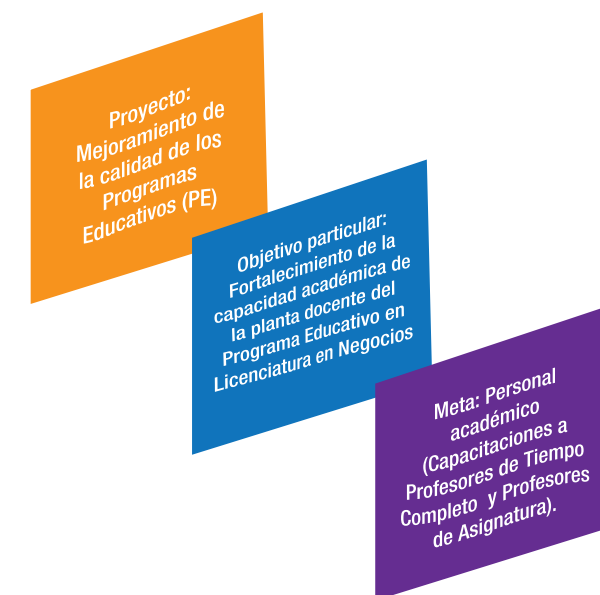 Proyecto:
Mejoramiento de
la calidad de los
Programas
Educativos (PE)
Objetivo particular:
Fortalecimiento de la
capacidad académica de
la planta docente del
Programa Educativo en
Licenciatura en Negocios
Meta: Personal
académico
(Capacitaciones a
Profesores de Tiempo
Completo  y Profesores
de Asignatura).